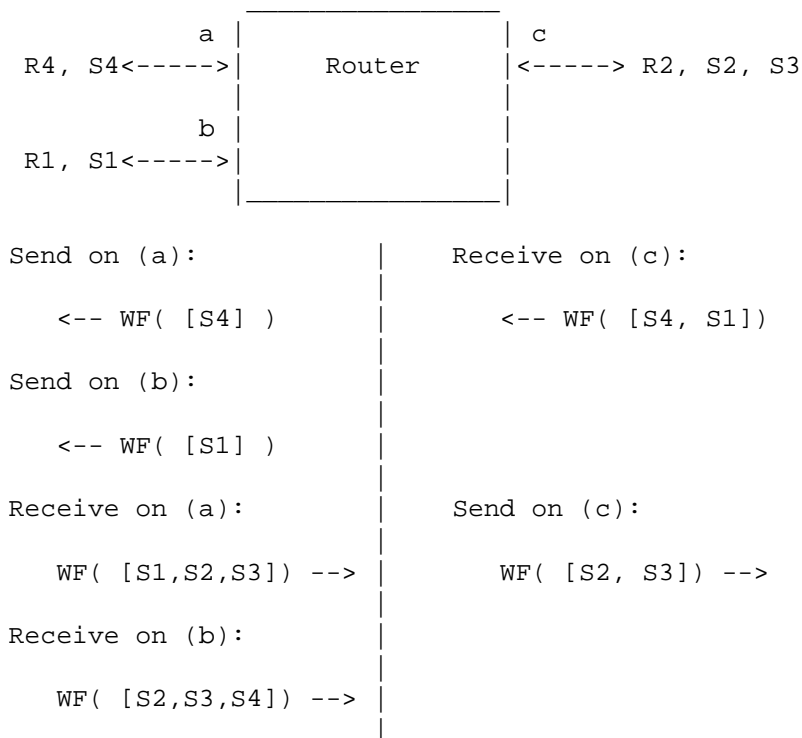 a c
R4, S4<----->| Router |<-----> R2, S2, S3
b
R1, S1<----->|
Send on (a): | Receive on (c):
<-- WF( [S4] ) | <-- WF( [S4, S1])
Send on (b): |
<-- WF( [S1] ) |
Receive on (a): | Send on (c):
WF( [S1,S2,S3]) --> | WF( [S2, S3]) -->
Receive on (b): |
WF( [S2,S3,S4]) --> |